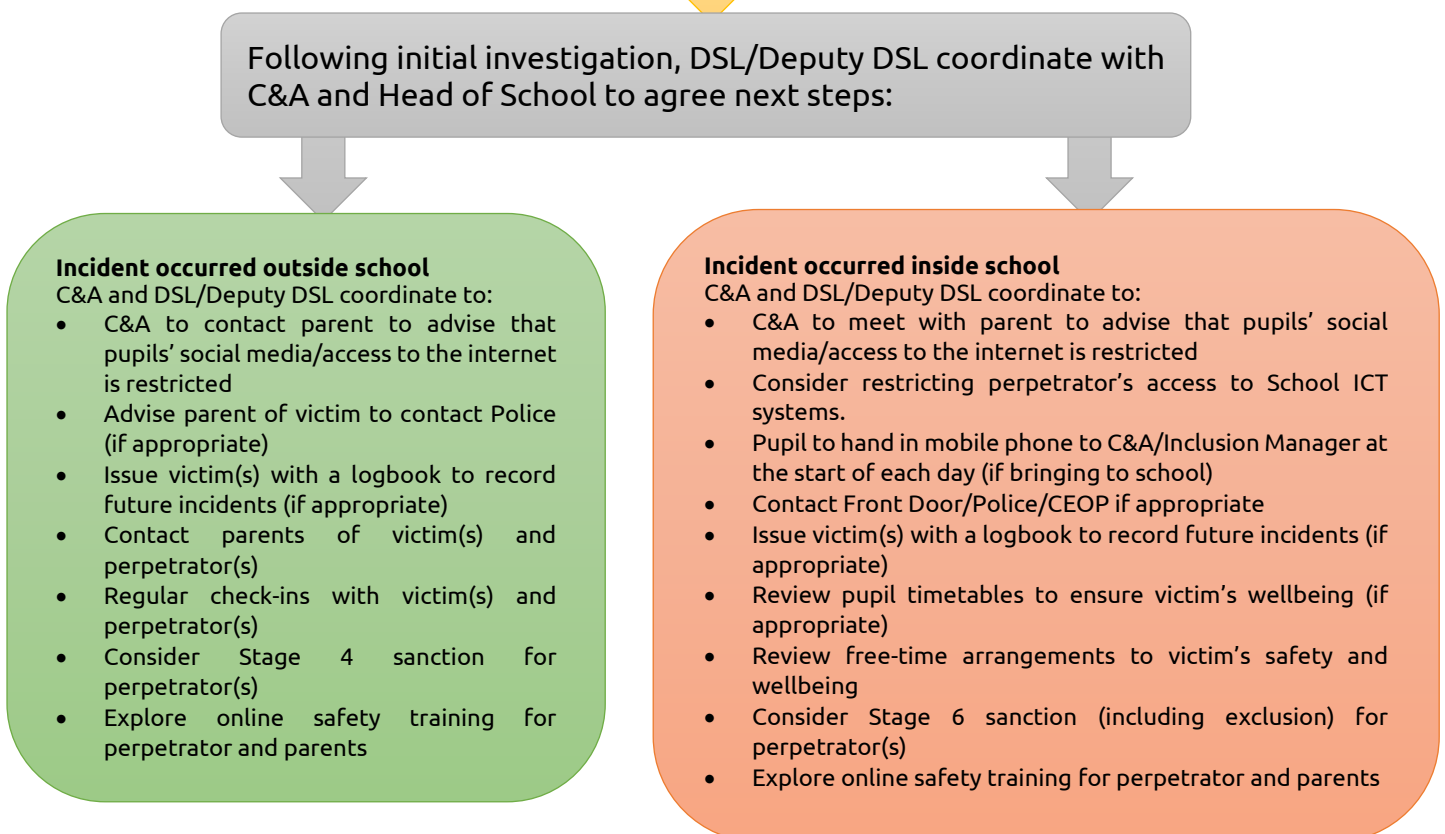 Following initial investigation, DSL/Deputy DSL coordinate with
C&A and Head of School to agree next steps:
Incident occurred outside school
C&A and DSL/Deputy DSL coordinate to:
• C&A to contact parent to advise that
pupils’ social media/access to the internet
is restricted
• Advise parent of victim to contact Police
(if appropriate)
• Issue victim(s) with a logbook to record
future incidents (if appropriate)
• Contact parents of victim(s) and
perpetrator(s)
• Regular check-ins with victim(s) and
perpetrator(s)
• Consider Stage 4 sanction for
perpetrator(s)
• Explore online safety training for
perpetrator and parents
Incident occurred inside school
C&A and DSL/Deputy DSL coordinate to:
• C&A to meet with parent to advise that pupils’ social
media/access to the internet is restricted
• Consider restricting perpetrator’s access to School ICT
systems.
• Pupil to hand in mobile phone to C&A/Inclusion Manager at
the start of each day (if bringing to school)
• Contact Front Door/Police/CEOP if appropriate
• Issue victim(s) with a logbook to record future incidents (if
appropriate)
• Review pupil timetables to ensure victim’s wellbeing (if
appropriate)
• Review free-time arrangements to victim’s safety and
wellbeing
• Consider Stage 6 sanction (including exclusion) for
perpetrator(s)
• Explore online safety training for perpetrator and parents